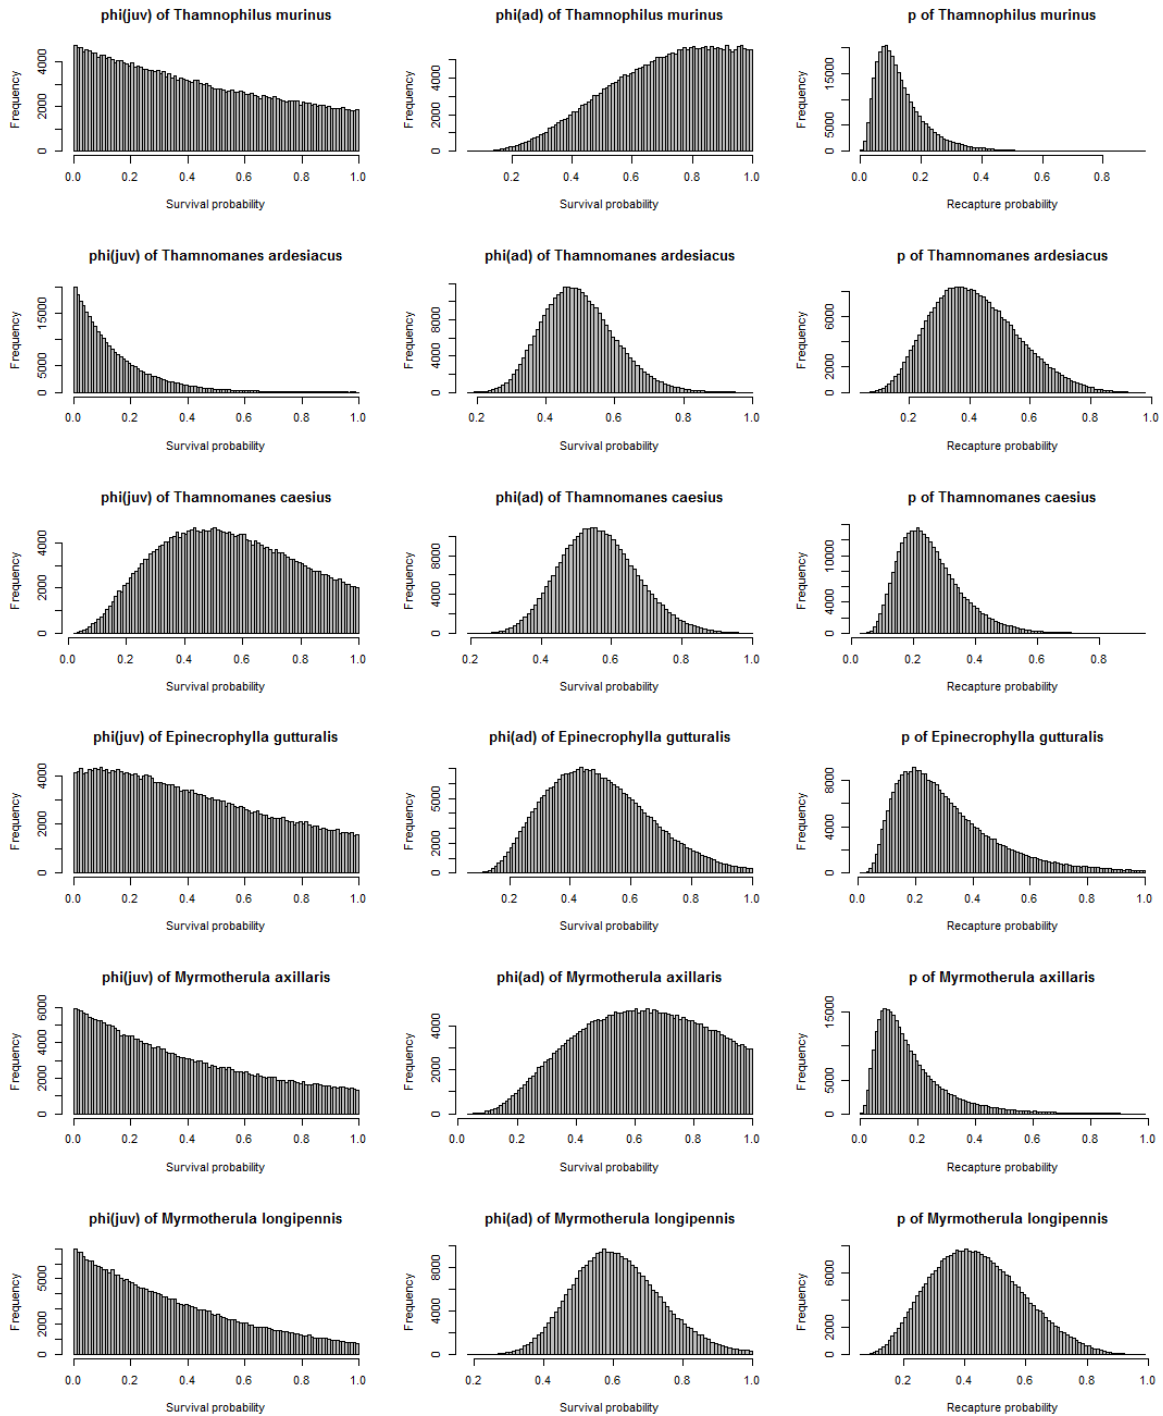 phi(juv) of Thamnophilus murinus
Frequency
0 2000 4000
0.0 0.2 0.4 0.6 0.8 1.0
Survival probability
phi(ad) of Thamnophilus murinus
Frequency
0 2000 4000
0.2 0.4 0.6 0.8 1.0
Survival probability
p of Thamnophilus murinus
Frequency
0 5000 15000
0.0 0.2 0.4 0.6 0.8
Recapture probability
phi(juv) of Thamnomanes ardesiacus
Frequency
0 5000 15000
0.0 0.2 0.4 0.6 0.8 1.0
Survival probability
phi(ad) of Thamnomanes ardesiacus
Frequency
0 4000 8000
0.2 0.4 0.6 0.8 1.0
Survival probability
p of Thamnomanes ardesiacus
Frequency
0 2000 6000
0.2 0.4 0.6 0.8 1.0
Recapture probability
phi(juv) of Thamnomanes caesius
Frequency
0 2000 4000
0.0 0.2 0.4 0.6 0.8 1.0
Survival probability
phi(ad) of Thamnomanes caesius
Frequency
0 4000 8000
0.2 0.4 0.6 0.8 1.0
Survival probability
p of Thamnomanes caesius
Frequency
0 4000 10000
0.0 0.2 0.4 0.6 0.8
Recapture probability
phi(juv) of Epinecrophylla gutturalis
Frequency
0 2000 4000
0.0 0.2 0.4 0.6 0.8 1.0
Survival probability
phi(ad) of Epinecrophylla gutturalis
Frequency
0 2000 5000
0.2 0.4 0.6 0.8 1.0
Survival probability
p of Epinecrophylla gutturalis
Frequency
0 4000 8000
0.0 0.2 0.4 0.6 0.8 1.0
Recapture probability
phi(juv) of Myrmotherula axillaris
Frequency
0 2000 4000 6000
0.0 0.2 0.4 0.6 0.8 1.0
Survival probability
phi(ad) of Myrmotherula axillaris
Frequency
0 2000 4000
0.0 0.2 0.4 0.6 0.8 1.0
Survival probability
p of Myrmotherula axillaris
Frequency
0 5000 15000
0.0 0.2 0.4 0.6 0.8 1.0
Recapture probability
phi(juv) of Myrmotherula longipennis
Frequency
0 2000 5000
0.0 0.2 0.4 0.6 0.8 1.0
Survival probability
phi(ad) of Myrmotherula longipennis
Frequency
0 4000 8000
0.2 0.4 0.6 0.8 1.0
Survival probability
p of Myrmotherula longipennis
Frequency
0 2000 6000
0.2 0.4 0.6 0.8 1.0
Recapture probability